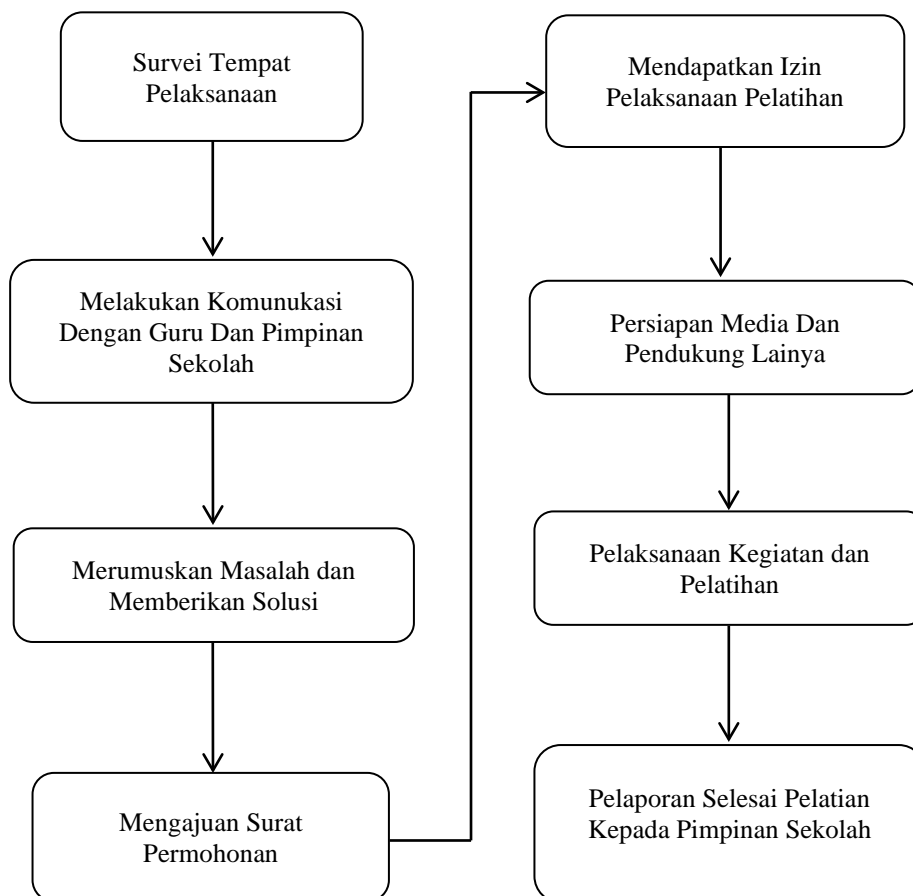 Survei Tempat
Pelaksanaan
Melakukan Komunukasi
Dengan Guru Dan Pimpinan
Sekolah
Merumuskan Masalah dan
Memberikan Solusi
Mengajuan Surat
Permohonan
Mendapatkan Izin
Pelaksanaan Pelatihan
Persiapan Media Dan
Pendukung Lainya
Pelaksanaan Kegiatan dan
Pelatihan
Pelaporan Selesai Pelatian
Kepada Pimpinan Sekolah